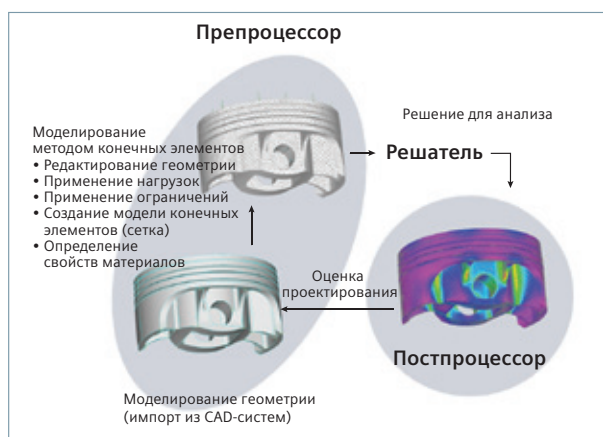 Препроцессор
Моделирование
методом конечных элементов
• Редактирование геометрии
• Применение нагрузок
• Применение ограничений
• Создание модели конечных
элементов (сетка)
• Определение
свойств материалов
Решение для анализа
Решатель
Оценка
проектирования
Постпроцессор
Моделирование геометрии
(импорт из CAD-систем)